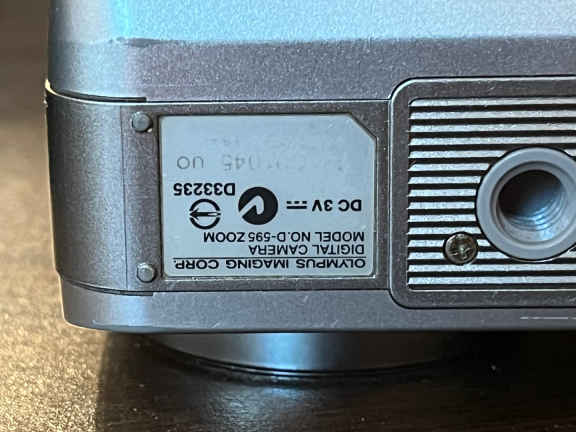 OLYMPUS IMAGING CORP.
DIGITAL CAMERA
MODEL NO.D-595 ZOOM
DC 3V
D33235